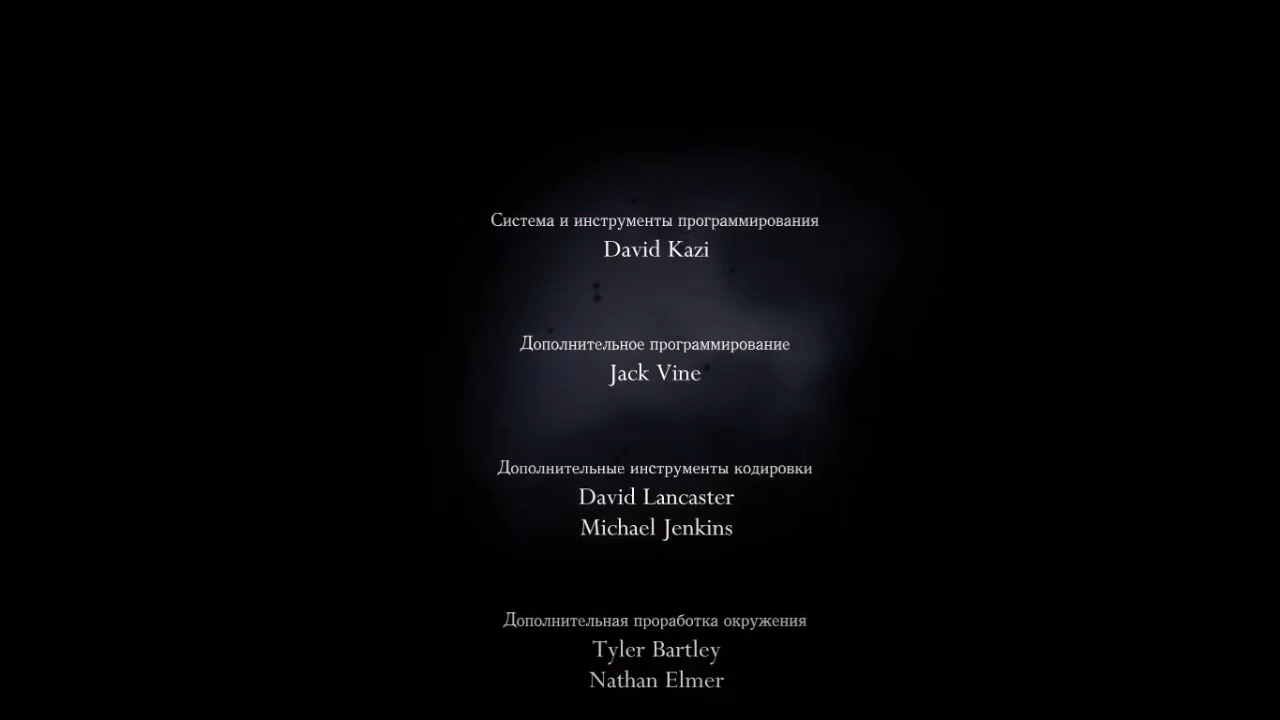 Система и инструменты программирования
David Kazi
Дополнительное программирование
Jack Vine
Дополнительные инструменты кодировки
David Lancaster
Michael Jenkins
Дополнительная проработка окружения
Tyler Bartley
Nathan Elmer